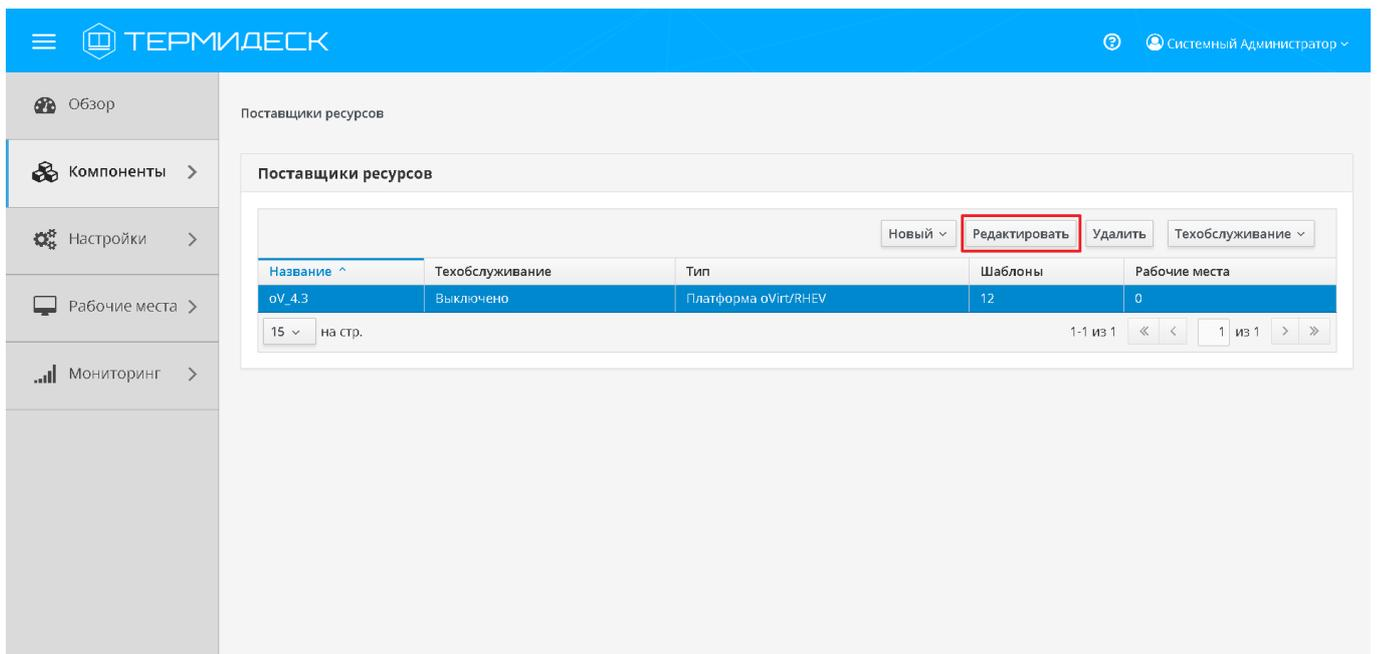 ТЕРМИДЕСК
Системный Администратор
Обзор
Компоненты
Настройки
Рабочие места
Мониторинг
Поставщики ресурсов
Поставщики ресурсов
Новый Редактировать Удалить Техобслуживание
Название Техобслуживание Тип Шаблоны Рабочие места
oV_4.3 Выключено Платформа oVirt/RHEV 12 0
15 на стр. 1-1 из 1 1 из 1